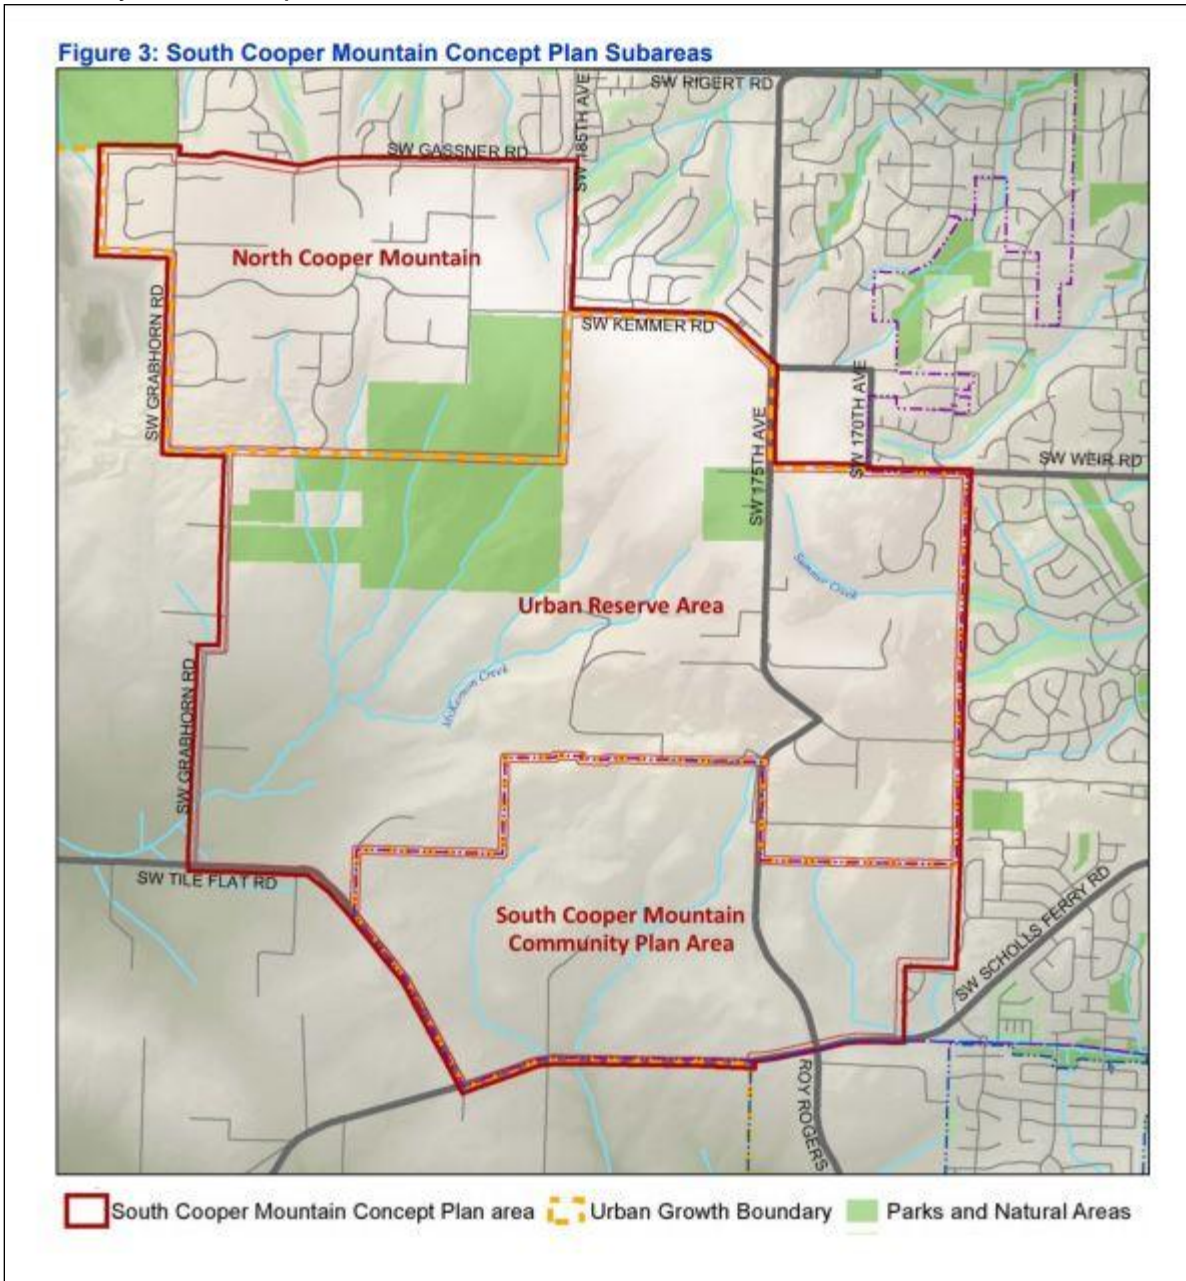 Figure 3: South Cooper Mountain Concept Plan Subareas
SW RIGERT RD
SW 185TH AVE
SW GASSNER RD
North Cooper Mountain
SW GRABHORN RD
SW KEMMER RD
SW 170TH AVE
SW 175TH AVE
SW WEIR RD
Summer Creek
Urban Reserve Area
McKernan Creek
SW GRABHORN RD
SW TILE FLAT RD
South Cooper Mountain
Community Plan Area
SW SCHOLLS FERRY RD
ROY ROGERS
South Cooper Mountain Concept Plan area
Urban Growth Boundary
Parks and Natural Areas